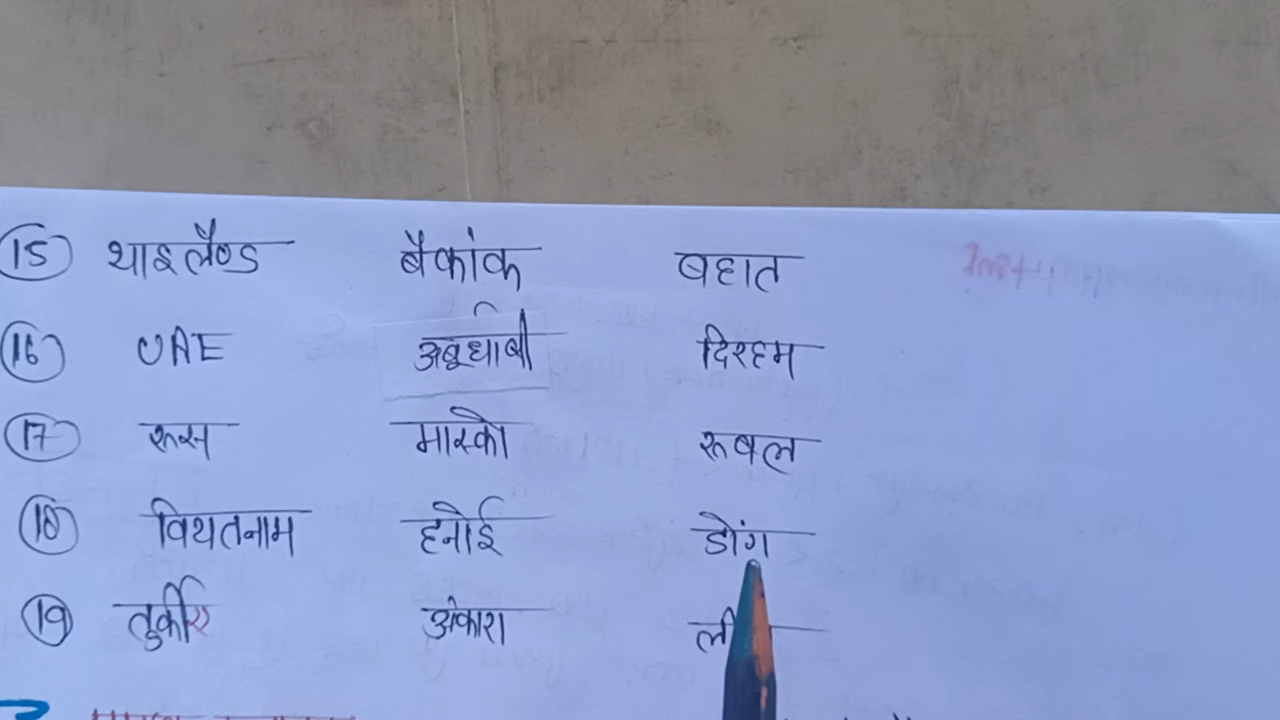 15 थाइलैण्ड बैकांक बहात
16 UAE अबूधाबी दिरहम
17 रूस मास्को रूबल
18 वियतनाम हनोई डोंग
19 तुर्कीए अंकारा ली